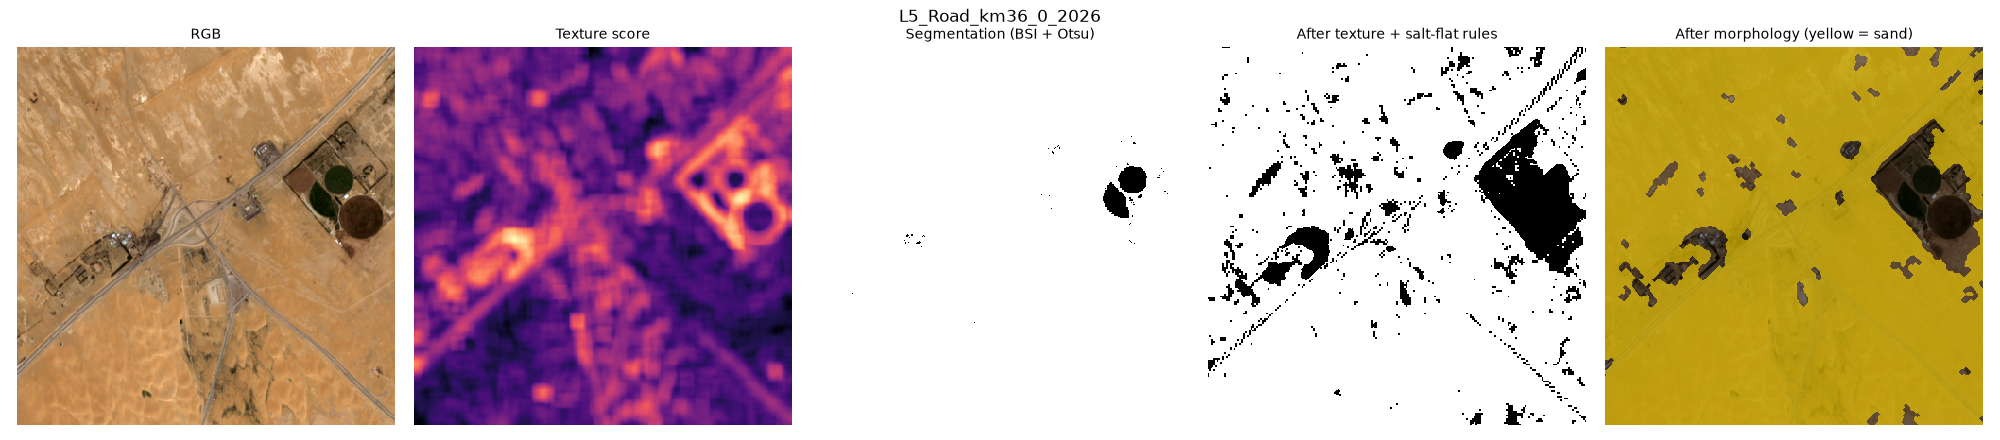 L5_Road_km36_0_2026
RGB
Texture score
Segmentation (BSI + Otsu)
After texture + salt-flat rules
After morphology (yellow = sand)